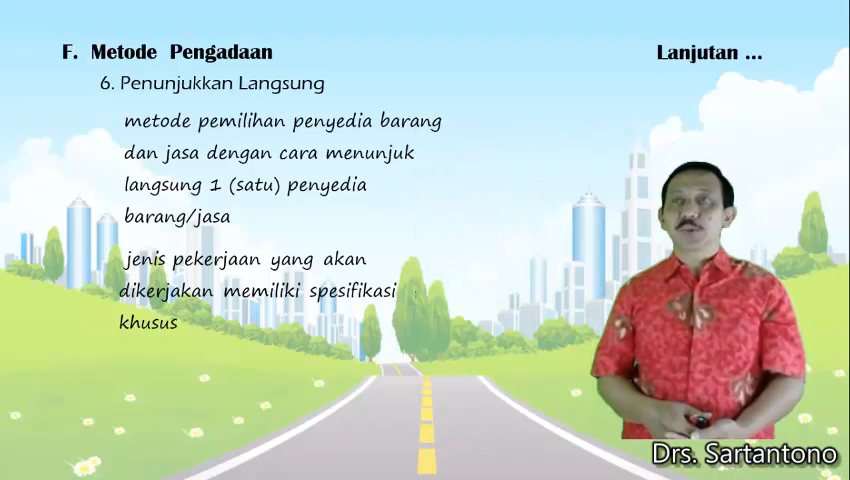 F. Metode Pengadaan
Lanjutan ...
6. Penunjukkan Langsung
metode pemilihan penyedia barang
dan jasa dengan cara menunjuk
langsung 1 (satu) penyedia
barang/jasa
jenis pekerjaan yang akan
dikerjakan memiliki spesifikasi
khusus
Drs. Sartantono